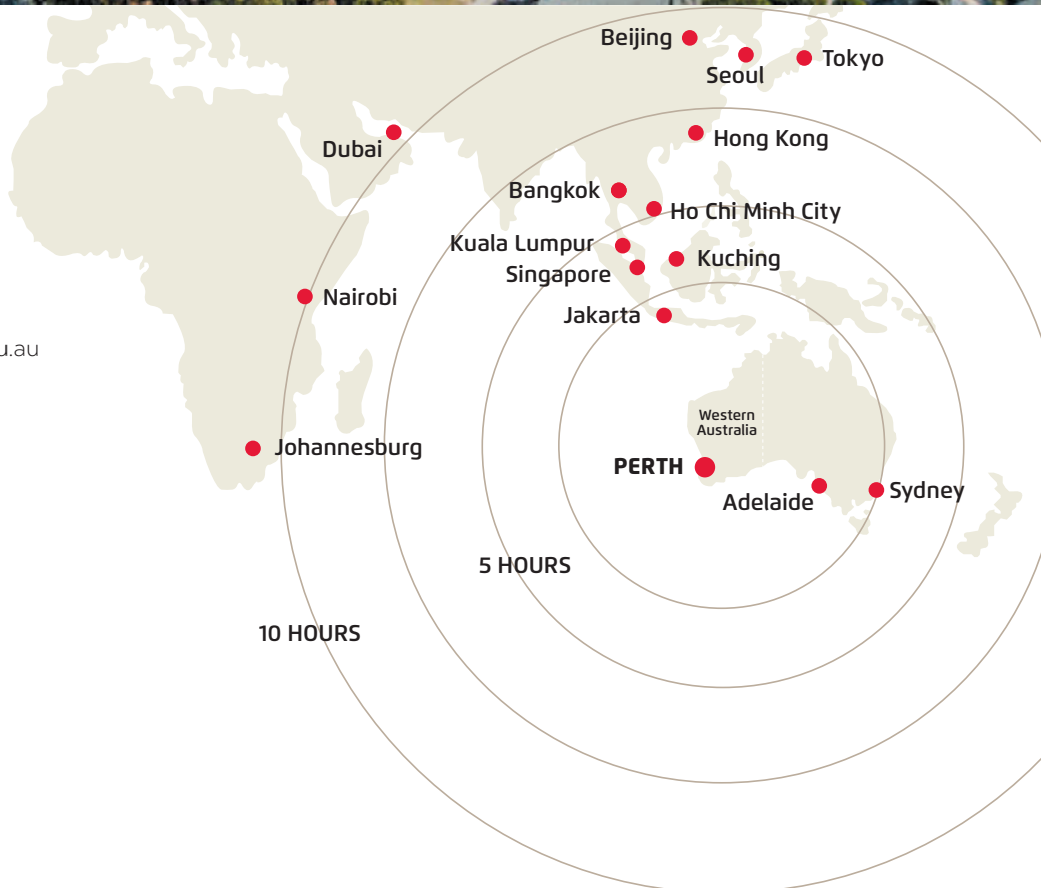 Beijing
Seoul
Tokyo
Dubai
Hong Kong
Bangkok
Ho Chi Minh City
Kuala Lumpur
Kuching
Singapore
Nairobi
Jakarta
u.au
Western
Australia
Johannesburg
PERTH
Adelaide
Sydney
5 HOURS
10 HOURS